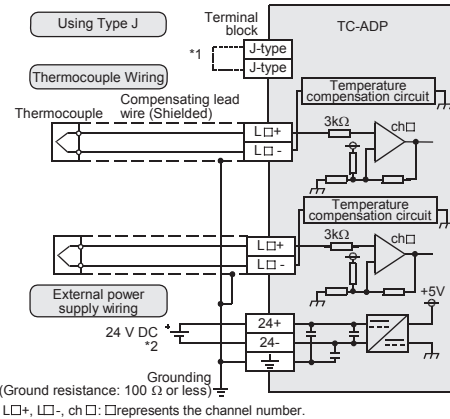 Using Type J
Terminal block
TC-ADP
*1
J-type
J-type
Thermocouple Wiring
Temperature compensation circuit
Thermocouple
Compensating lead wire (Shielded)
L□+
L□-
3kΩ
ch□
Temperature compensation circuit
L□+
L□-
3kΩ
ch□
External power supply wiring
+5V
24 V DC
*2
+
-
24+
24-
Grounding
(Ground resistance: 100 Ω or less)
L□+, L□-, ch □: □represents the channel number.